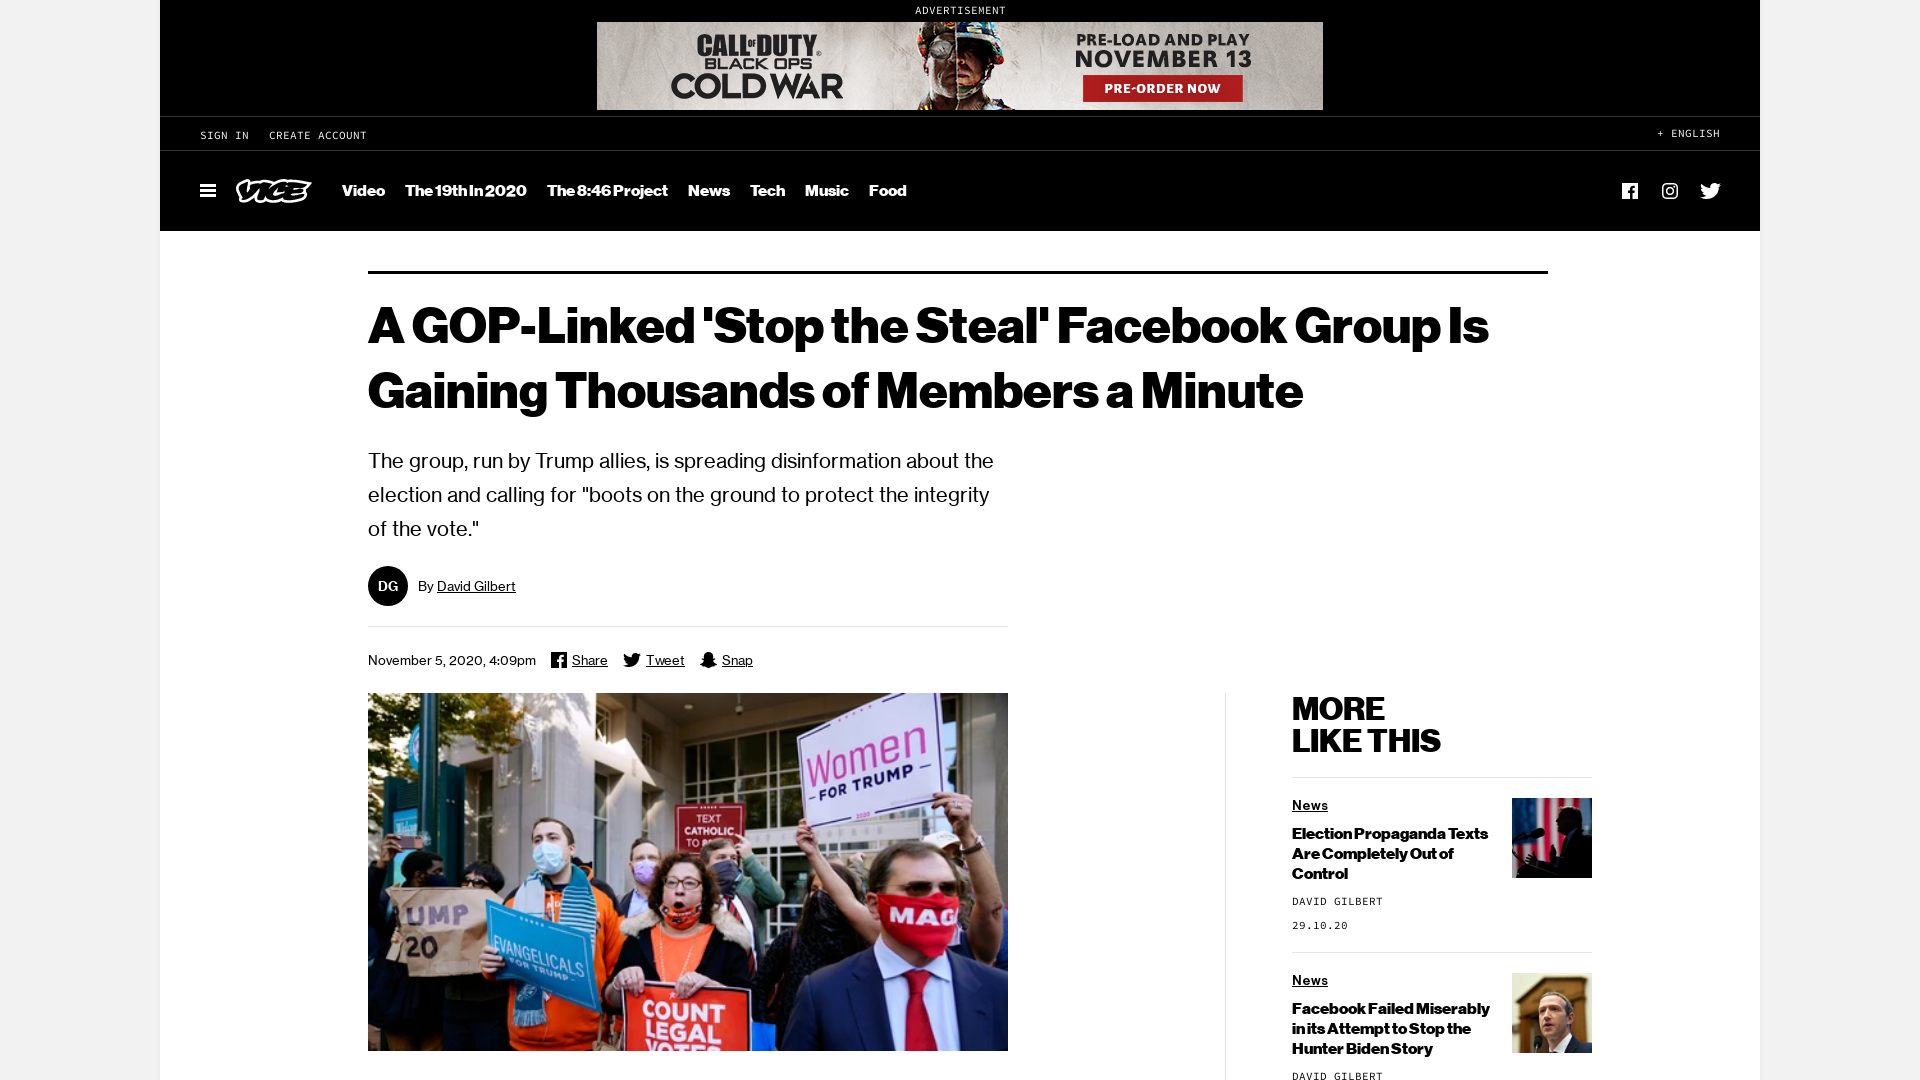 ADVERTISEMENT
CALL OF DUTY
BLACK OPS
COLD WAR
PRE-LOAD AND PLAY
NOVEMBER 13
PRE-ORDER NOW
SIGN IN CREATE ACCOUNT
+ ENGLISH
VICE
Video The 19th In 2020 The 8:46 Project News Tech Music Food
A GOP-Linked 'Stop the Steal' Facebook Group Is
Gaining Thousands of Members a Minute
The group, run by Trump allies, is spreading disinformation about the
election and calling for "boots on the ground to protect the integrity
of the vote."
DG By David Gilbert
November 5, 2020, 4:09pm Share Tweet Snap
Women
FOR TRUMP
2020
TEXT
CATHOLIC
TO
UMP
20
EVANGELICALS
FOR TRUMP
MAG
COUNT
LEGAL
VOTES
MORE
LIKE THIS
News
Election Propaganda Texts
Are Completely Out of
Control
DAVID GILBERT
29.10.20
News
Facebook Failed Miserably
in its Attempt to Stop the
Hunter Biden Story
DAVID GILBERT